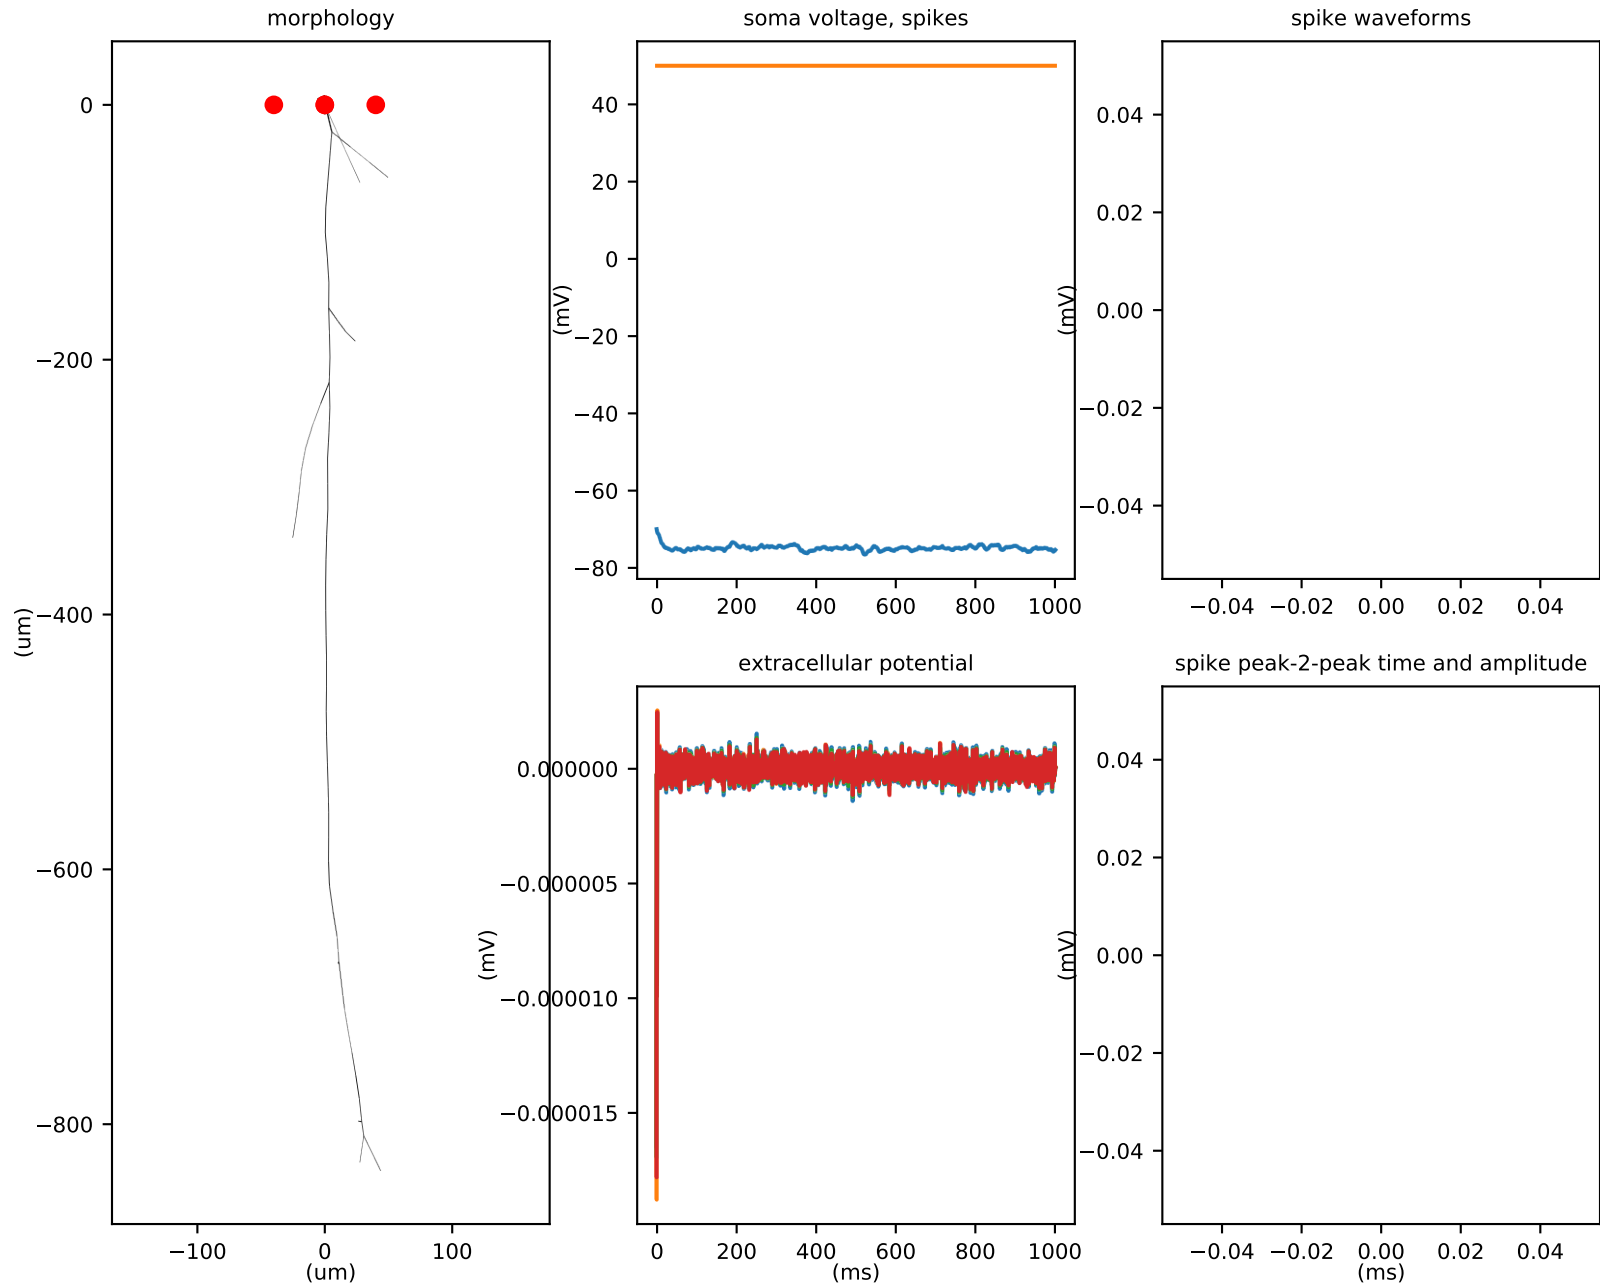 morphology
0
−200
−400
−600
−800
(um)
−100 0 100
(um)
soma voltage, spikes
40
20
0
−20
−40
−60
−80
(mV)
0 200 400 600 800 1000
spike waveforms
0.04
0.02
0.00
−0.02
−0.04
(mV)
−0.04 −0.02 0.00 0.02 0.04
extracellular potential
0.000000
−0.000005
−0.000010
−0.000015
(mV)
0 200 400 600 800 1000
(ms)
spike peak-2-peak time and amplitude
0.04
0.02
0.00
−0.02
−0.04
(mV)
−0.04 −0.02 0.00 0.02 0.04
(ms)